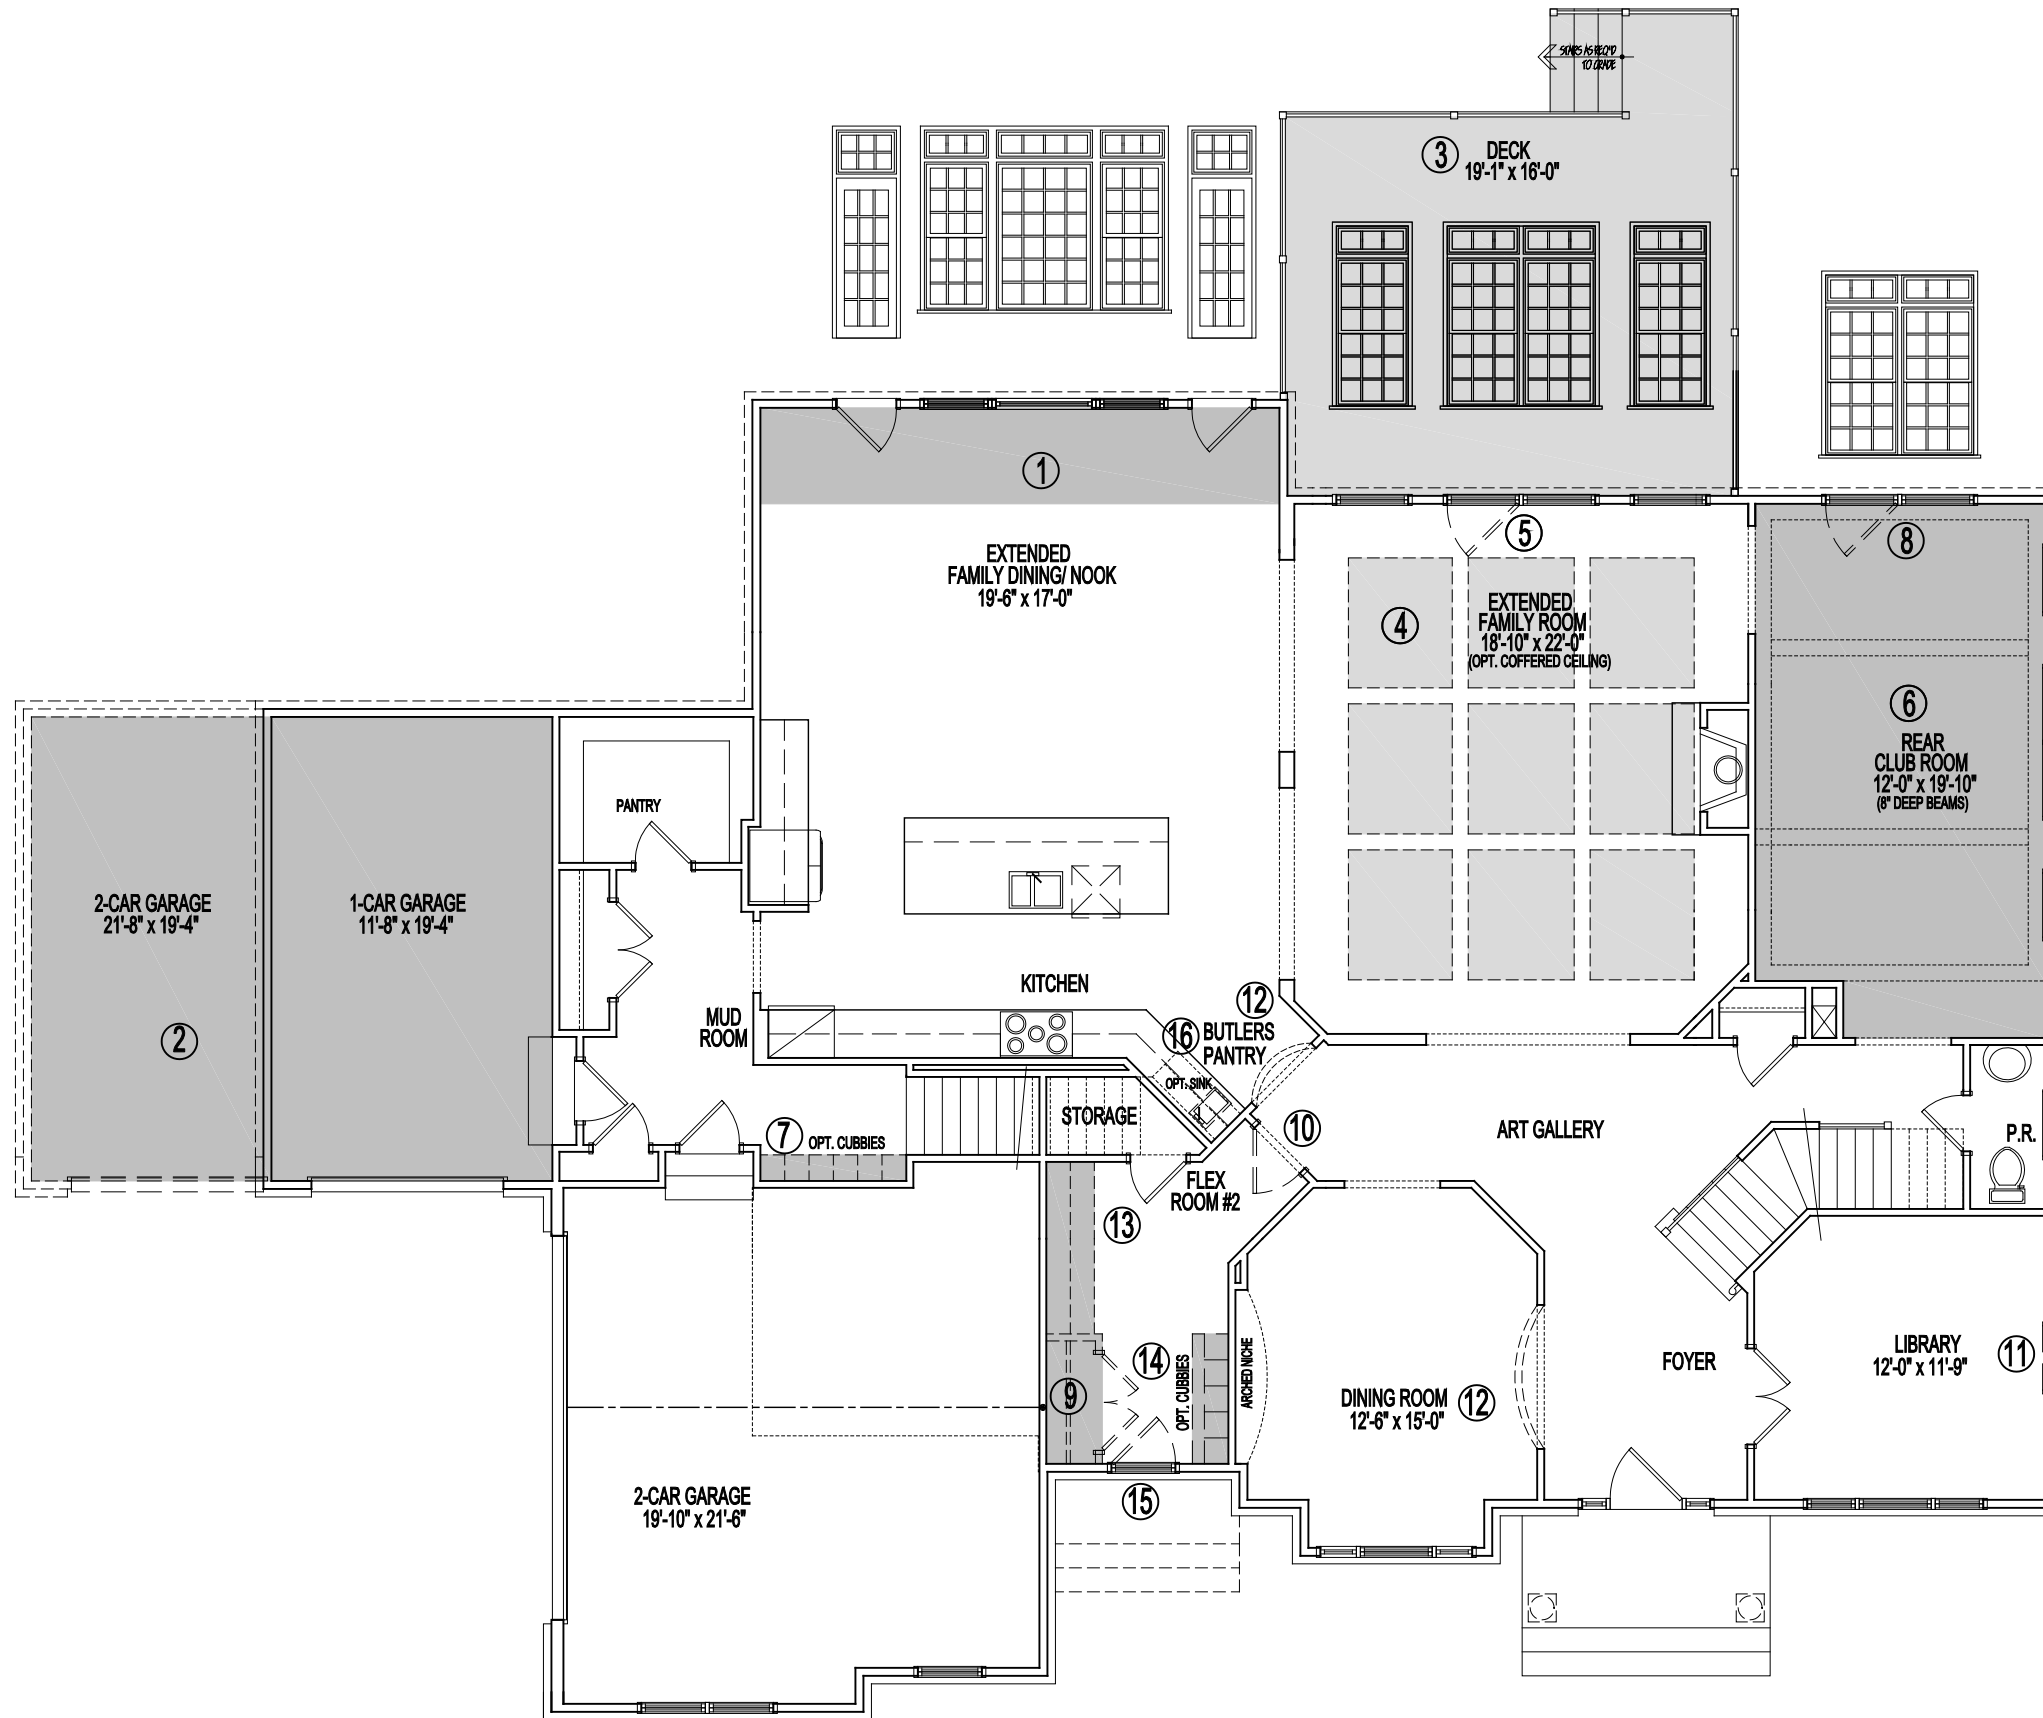 STAIRS AS REQ'D
TO GRADE
3
DECK
19'-1" x 16'-0"
1
5
8
EXTENDED
FAMILY DINING/ NOOK
19'-6" x 17'-0"
4
EXTENDED
FAMILY ROOM
18'-10" x 22'-0"
(OPT. COFFERED CEILING)
6
REAR
CLUB ROOM
12'-0" x 19'-10"
(8" DEEP BEAMS)
PANTRY
2-CAR GARAGE
21'-8" x 19'-4"
1-CAR GARAGE
11'-8" x 19'-4"
2
KITCHEN
MUD
ROOM
12
16
BUTLERS
PANTRY
OPT. SINK
STORAGE
7
OPT. CUBBIES
10
ART GALLERY
P.R.
FLEX
ROOM #2
13
14
OPT. CUBBIES
9
ARCHED NICHE
DINING ROOM
12'-6" x 15'-0"
12
FOYER
LIBRARY
12'-0" x 11'-9"
11
2-CAR GARAGE
19'-10" x 21'-6"
15